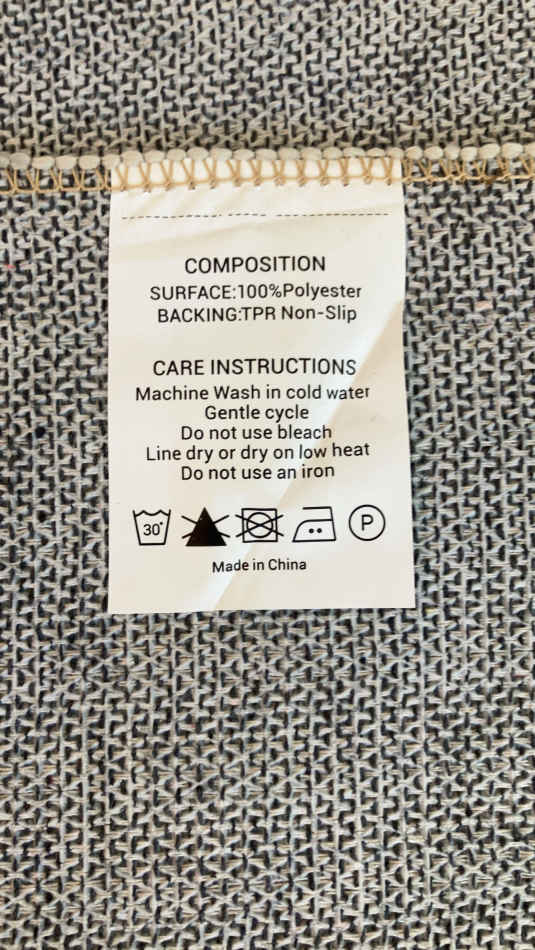 COMPOSITION
SURFACE:100%Polyester
BACKING:TPR Non-Slip
CARE INSTRUCTIONS
Machine Wash in cold water
Gentle cycle
Do not use bleach
Line dry or dry on low heat
Do not use an iron
30° P
Made in China